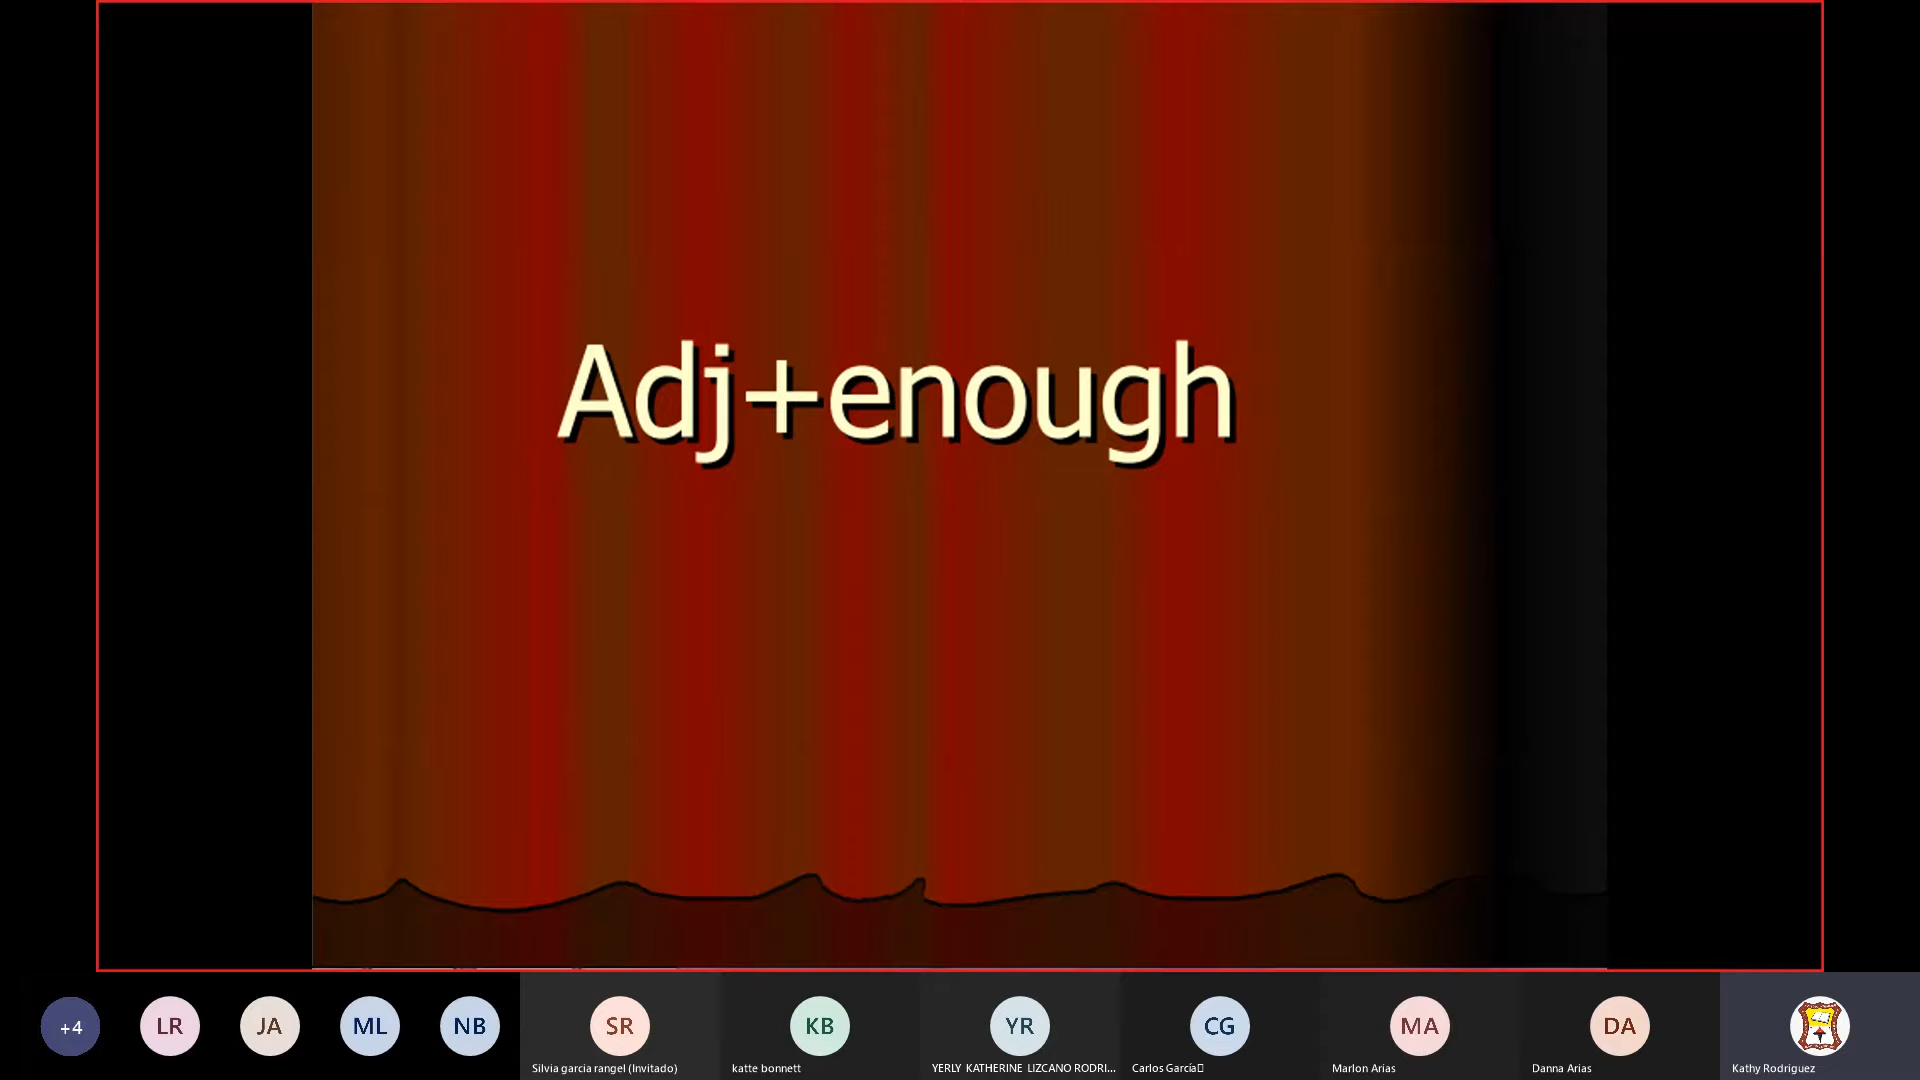 Adj+enough
+4
LR
JA
ML
NB
SR
KB
YR
CG
MA
DA
Silvia garcia rangel (Invitado)
katte bonnett
YERLY KATHERINE LIZCANO RODRI...
Carlos García
Marlon Arias
Danna Arias
Kathy Rodriguez